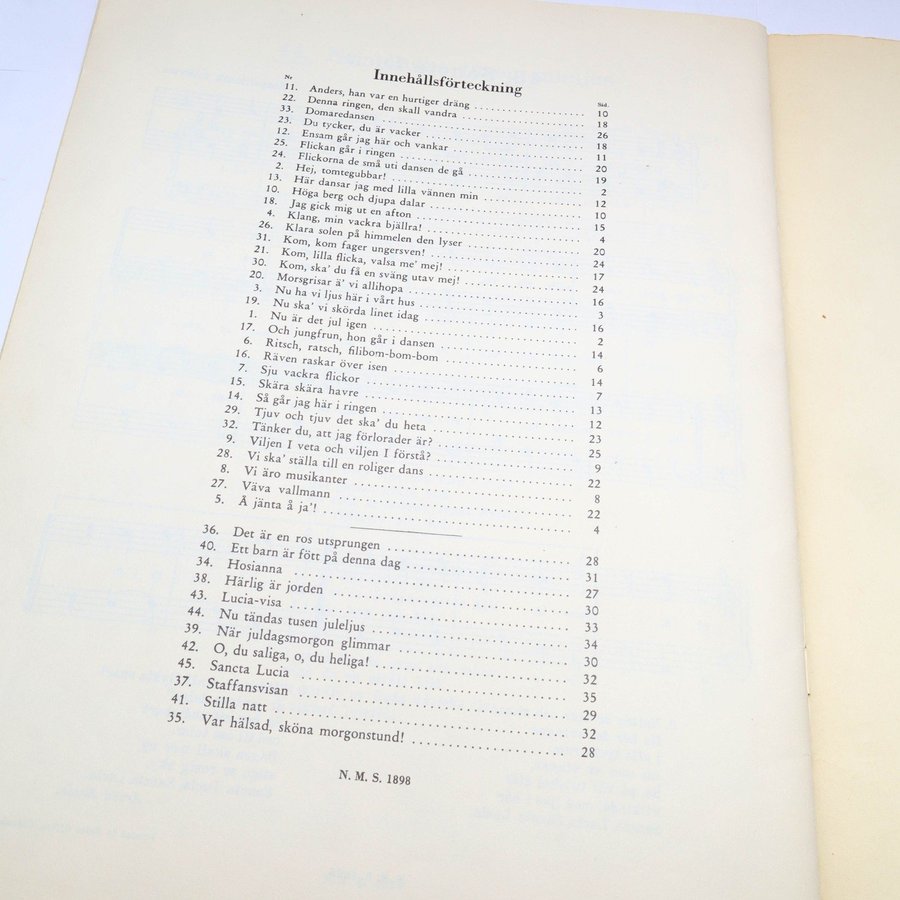 Innehållsförteckning
Nr Sid.
11. Anders, han var en hurtiger dräng 10
22. Denna ringen, den skall vandra 18
33. Domaredansen 26
23. Du tycker, du är vacker 18
12. Ensam går jag här och vankar 11
25. Flickan går i ringen 20
24. Flickorna de små uti dansen de gå 19
2. Hej, tomtegubbar! 2
13. Här dansar jag med lilla vännen min 12
10. Höga berg och djupa dalar 10
18. Jag gick mig ut en afton 15
4. Klang, min vackra bjällra! 4
26. Klara solen på himmelen den lyser 20
31. Kom, kom fager ungersven! 24
21. Kom, lilla flicka, valsa me' mej! 17
30. Kom, ska' du få en sväng utav mej! 24
20. Morsgrisar ä' vi allihopa 16
3. Nu ha vi ljus här i vårt hus 3
19. Nu ska' vi skörda linet idag 16
1. Nu är det jul igen 2
17. Och jungfrun, hon går i dansen 14
6. Ritsch, ratsch, filibom-bom-bom 6
16. Räven raskar över isen 14
7. Sju vackra flickor 7
15. Skära skära havre 13
14. Så går jag här i ringen 12
29. Tjuv och tjuv det ska' du heta 23
32. Tänker du, att jag förlorader är? 25
9. Viljen I veta och viljen I förstå? 9
28. Vi ska' ställa till en roliger dans 22
8. Vi äro musikanter 8
27. Väva vallmann 22
5. Å jänta å ja'! 4
36. Det är en ros utsprungen 28
40. Ett barn är fött på denna dag 31
34. Hosianna 27
38. Härlig är jorden 30
43. Lucia-visa 33
44. Nu tändas tusen juleljus 34
39. När juldagsmorgon glimmar 30
42. O, du saliga, o, du heliga! 32
45. Sancta Lucia 35
37. Staffansvisan 29
41. Stilla natt 32
35. Var hälsad, sköna morgonstund! 28
N. M. S. 1898